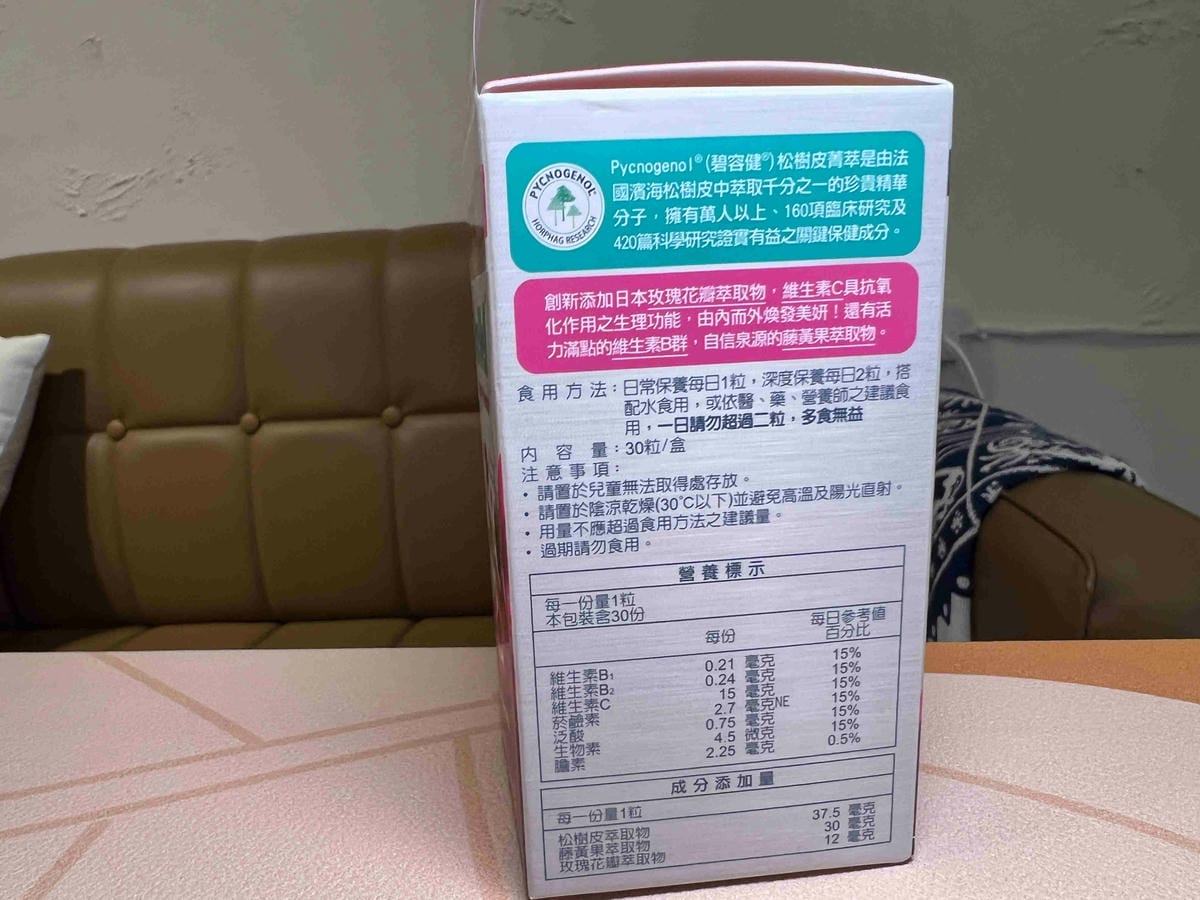 PYCNOGENOL®
HORPHAG RESEARCH
Pycnogenol®(碧容健®)松樹皮菁萃是由法
國濱海松樹皮中萃取千分之一的珍貴精華
分子，擁有萬人以上、160項臨床研究及
420篇科學研究證實有益之關鍵保健成分。
創新添加日本玫瑰花瓣萃取物，維生素C具抗氧
化作用之生理功能，由內而外煥發美妍！還有活
力滿點的維生素B群，自信泉源的藤黃果萃取物。
食用方法：日常保養每日1粒，深度保養每日2粒，搭
配水食用，或依醫、藥、營養師之建議食
用，一日請勿超過二粒，多食無益
內容量：30粒/盒
注意事項：
・請置於兒童無法取得處存放。
・請置於陰涼乾燥(30°C以下)並避免高溫及陽光直射。
・用量不應超過食用方法之建議量。
・過期請勿食用。
營養標示
每一份量1粒
本包裝含30份
每份 每日參考值百分比
維生素B1 0.21 毫克 15%
維生素B2 0.24 毫克 15%
維生素C 15 毫克 15%
菸鹼素 2.7 毫克NE 15%
泛酸 0.75 毫克 15%
生物素 4.5 微克 15%
膽素 2.25 毫克 0.5%
成分添加量
每一份量1粒
松樹皮萃取物 37.5 毫克
藤黃果萃取物 30 毫克
玫瑰花瓣萃取物 12 毫克